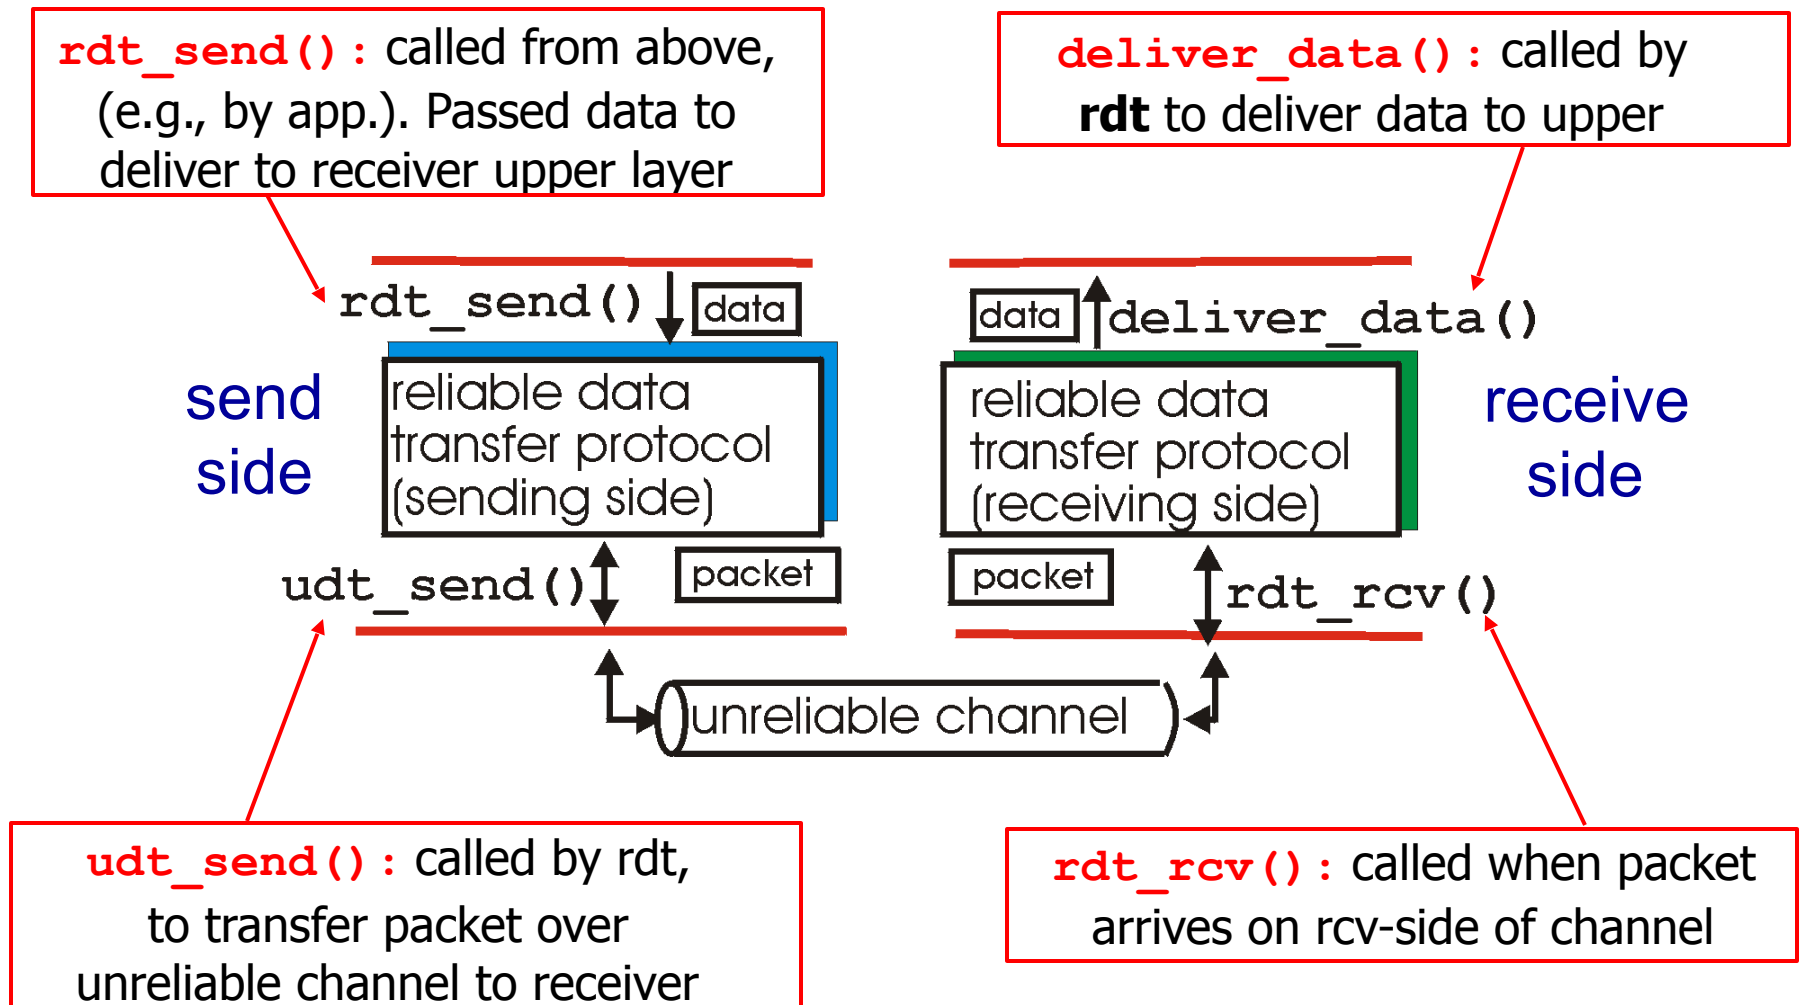 rdt_send(): called from above,
(e.g., by app.). Passed data to
deliver to receiver upper layer
deliver_data(): called by
rdt to deliver data to upper
rdt_send()
data
data
deliver_data()
send
side
reliable data
transfer protocol
(sending side)
reliable data
transfer protocol
(receiving side)
receive
side
udt_send()
packet
packet
rdt_rcv()
unreliable channel
udt_send(): called by rdt,
to transfer packet over
unreliable channel to receiver
rdt_rcv(): called when packet
arrives on rcv-side of channel